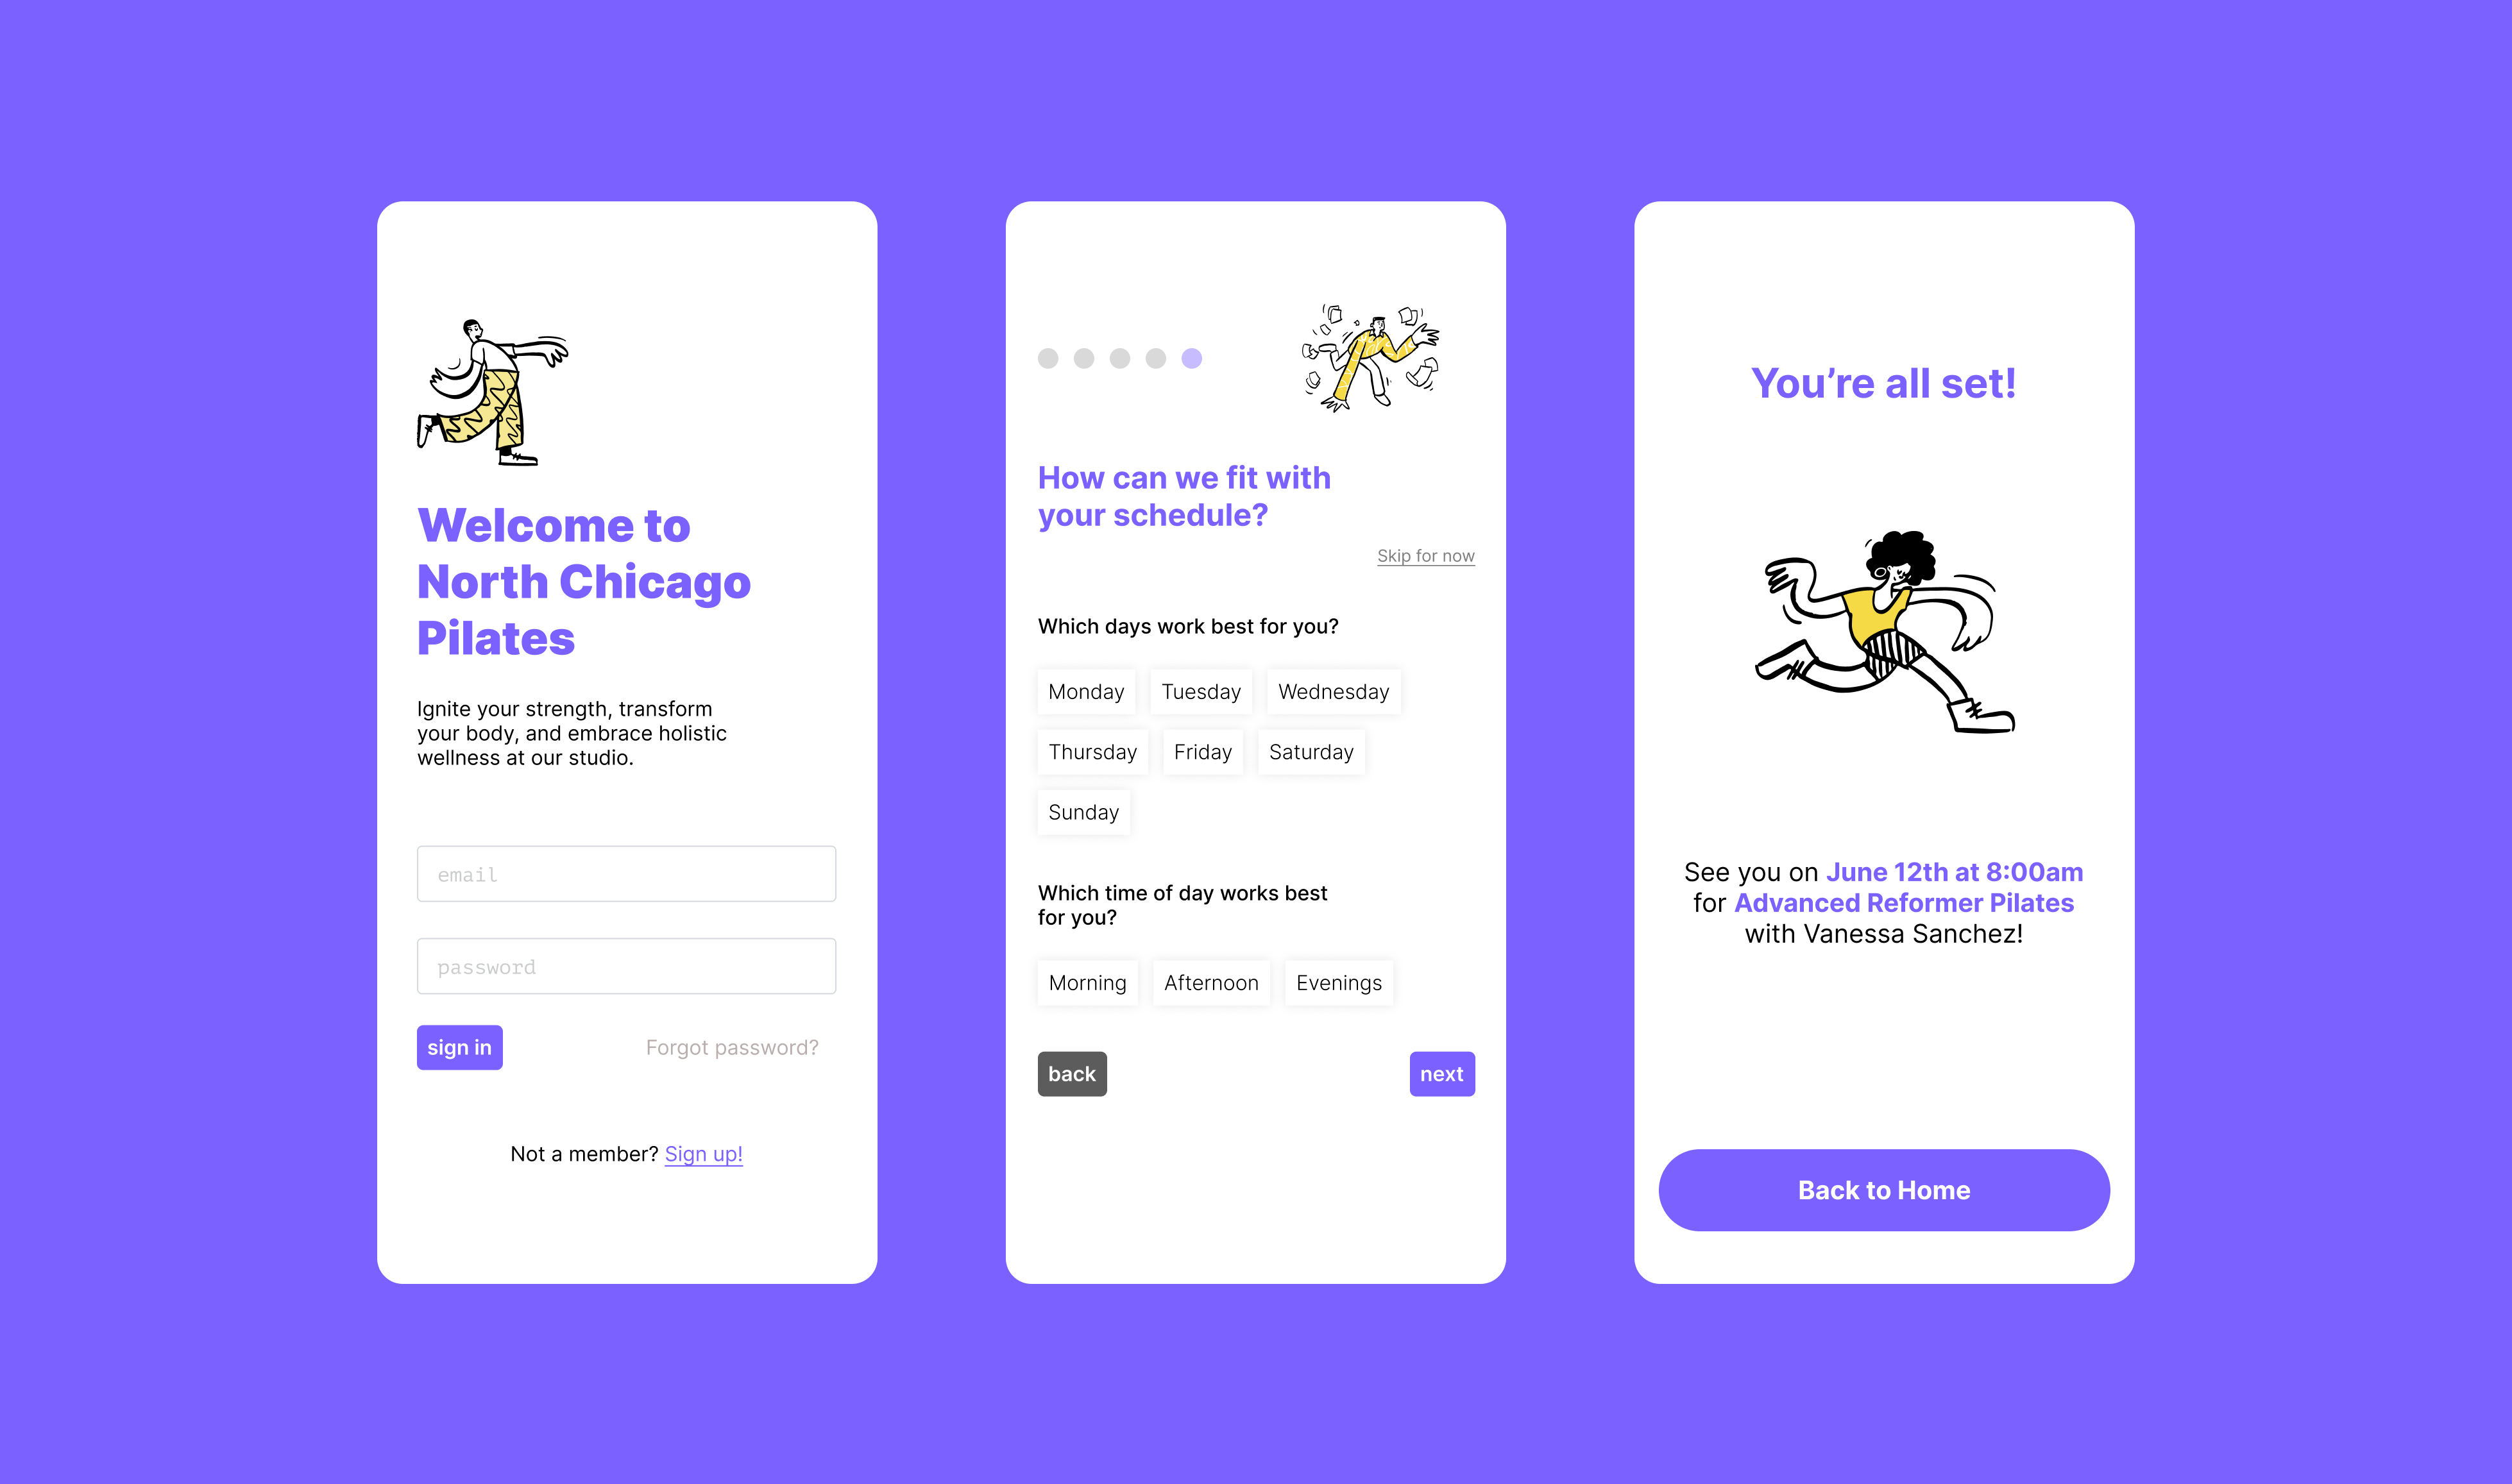 Welcome to
North Chicago
Pilates
Ignite your strength, transform
your body, and embrace holistic
wellness at our studio.
email
password
sign in
Forgot password?
Not a member? Sign up!
How can we fit with
your schedule?
Skip for now
Which days work best for you?
Monday Tuesday Wednesday
Thursday Friday Saturday
Sunday
Which time of day works best
for you?
Morning Afternoon Evenings
back next
You’re all set!
See you on June 12th at 8:00am
for Advanced Reformer Pilates
with Vanessa Sanchez!
Back to Home